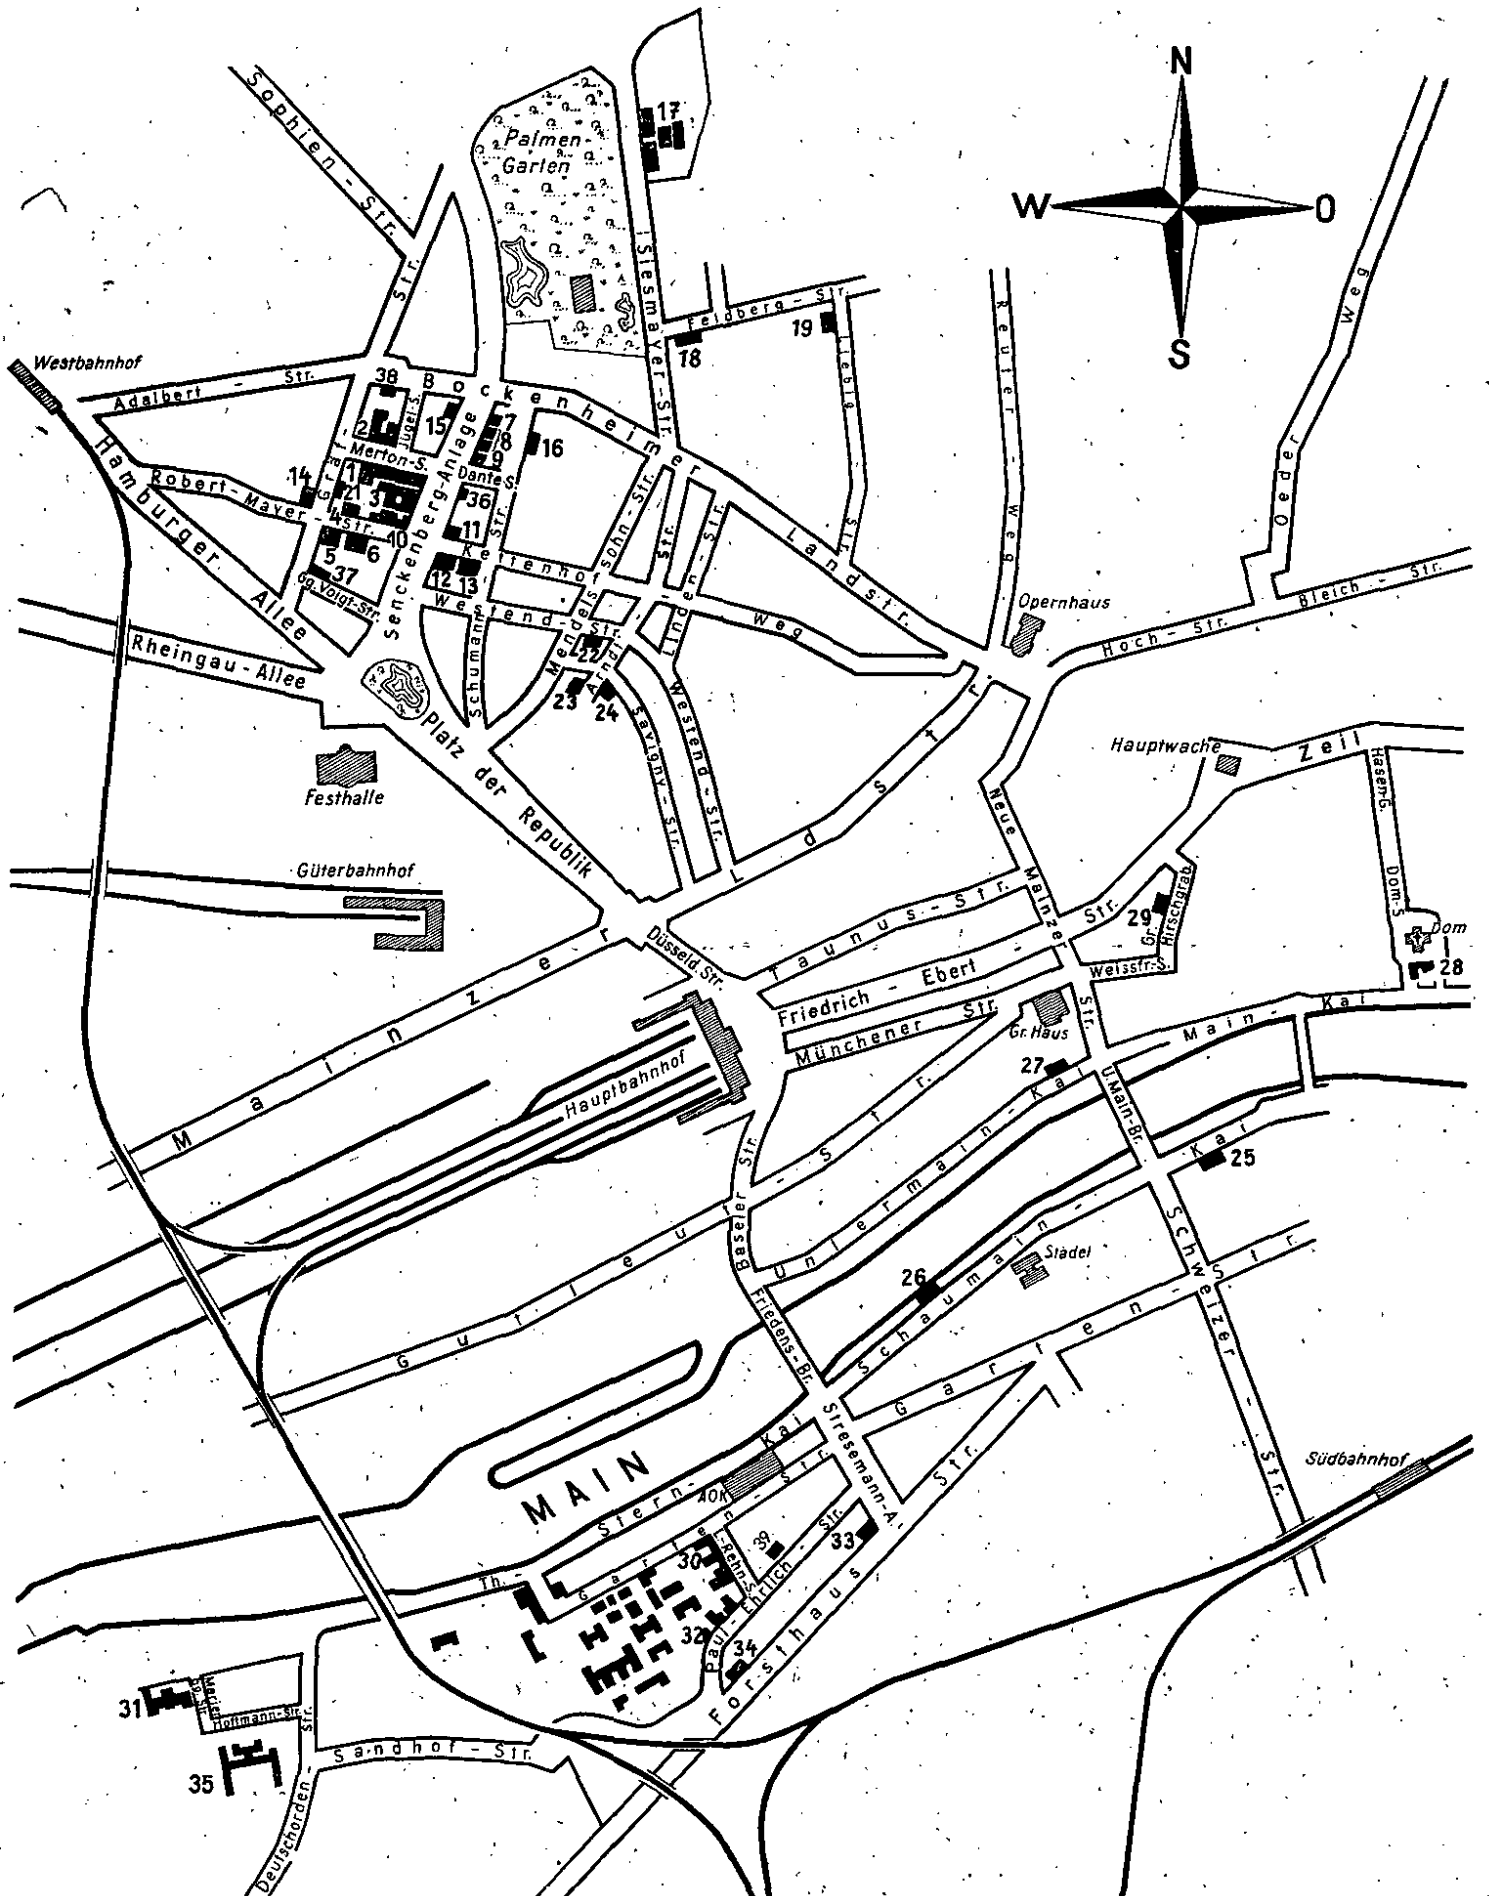 N
W
O
S
Sophien-Str.
Palmen-
Garten
17
Siesmayer-Str.
Feldberg-Str.
18
19
Liebig
Str.
Reuter-Weg
Oeder Weg
Westbahnhof
Adalbert-Str.
Str.
38
Bockenheimer Landstr.
2
Jügel-S.
15
7
8
9
16
Merton-S.
Dante S.
14
1
21
3
36
Robert-Mayer-Str.
4
10
11
Str.
5
6
37
Gg. Voigt-Str.
Senckenberg-Anlage
12
13
Kettenhof-Weg
Westend-Str.
Schumann
Mendelssohn-Str.
Str.
Linden-Str.
Arndt
22
23
24
Savigny-Str.
Westend-Str.
Hamburger Allee
Rheingau-Allee
Platz der Republik
Festhalle
Güterbahnhof
Opernhaus
Hoch-Str.
Bleich-Str.
Hauptwache
Zeil
Hasen-G.
Dom-S
Dom
28
Mainzer Ldstr.
Neue Mainzer Str.
Düsseld. Str.
Taunus-Str.
Friedrich-Ebert-Str.
29
Gr. Hirschgrab
Weissfr.-S.
Münchener Str.
Gr. Haus
Main-Kai
27
Hauptbahnhof
U. Main-Br.
Untermain-Kai
Gutleut-Str.
Baseler Str.
25
Schaumain-Kai
Städel
26
Schweizer-Str.
Friedens-Br.
Garten-Str.
Stresemann-A.
Südbahnhof
MAIN
Th.-Stern-Kai
AOK
Garten-Str.
30
-Rehn-S.
39
33
Paul-Ehrlich-Str.
32
34
Forsthaus Str.
31
Marien
Hoffmann-Str.
35
Sandhof-Str.
Deutschorden-Str.